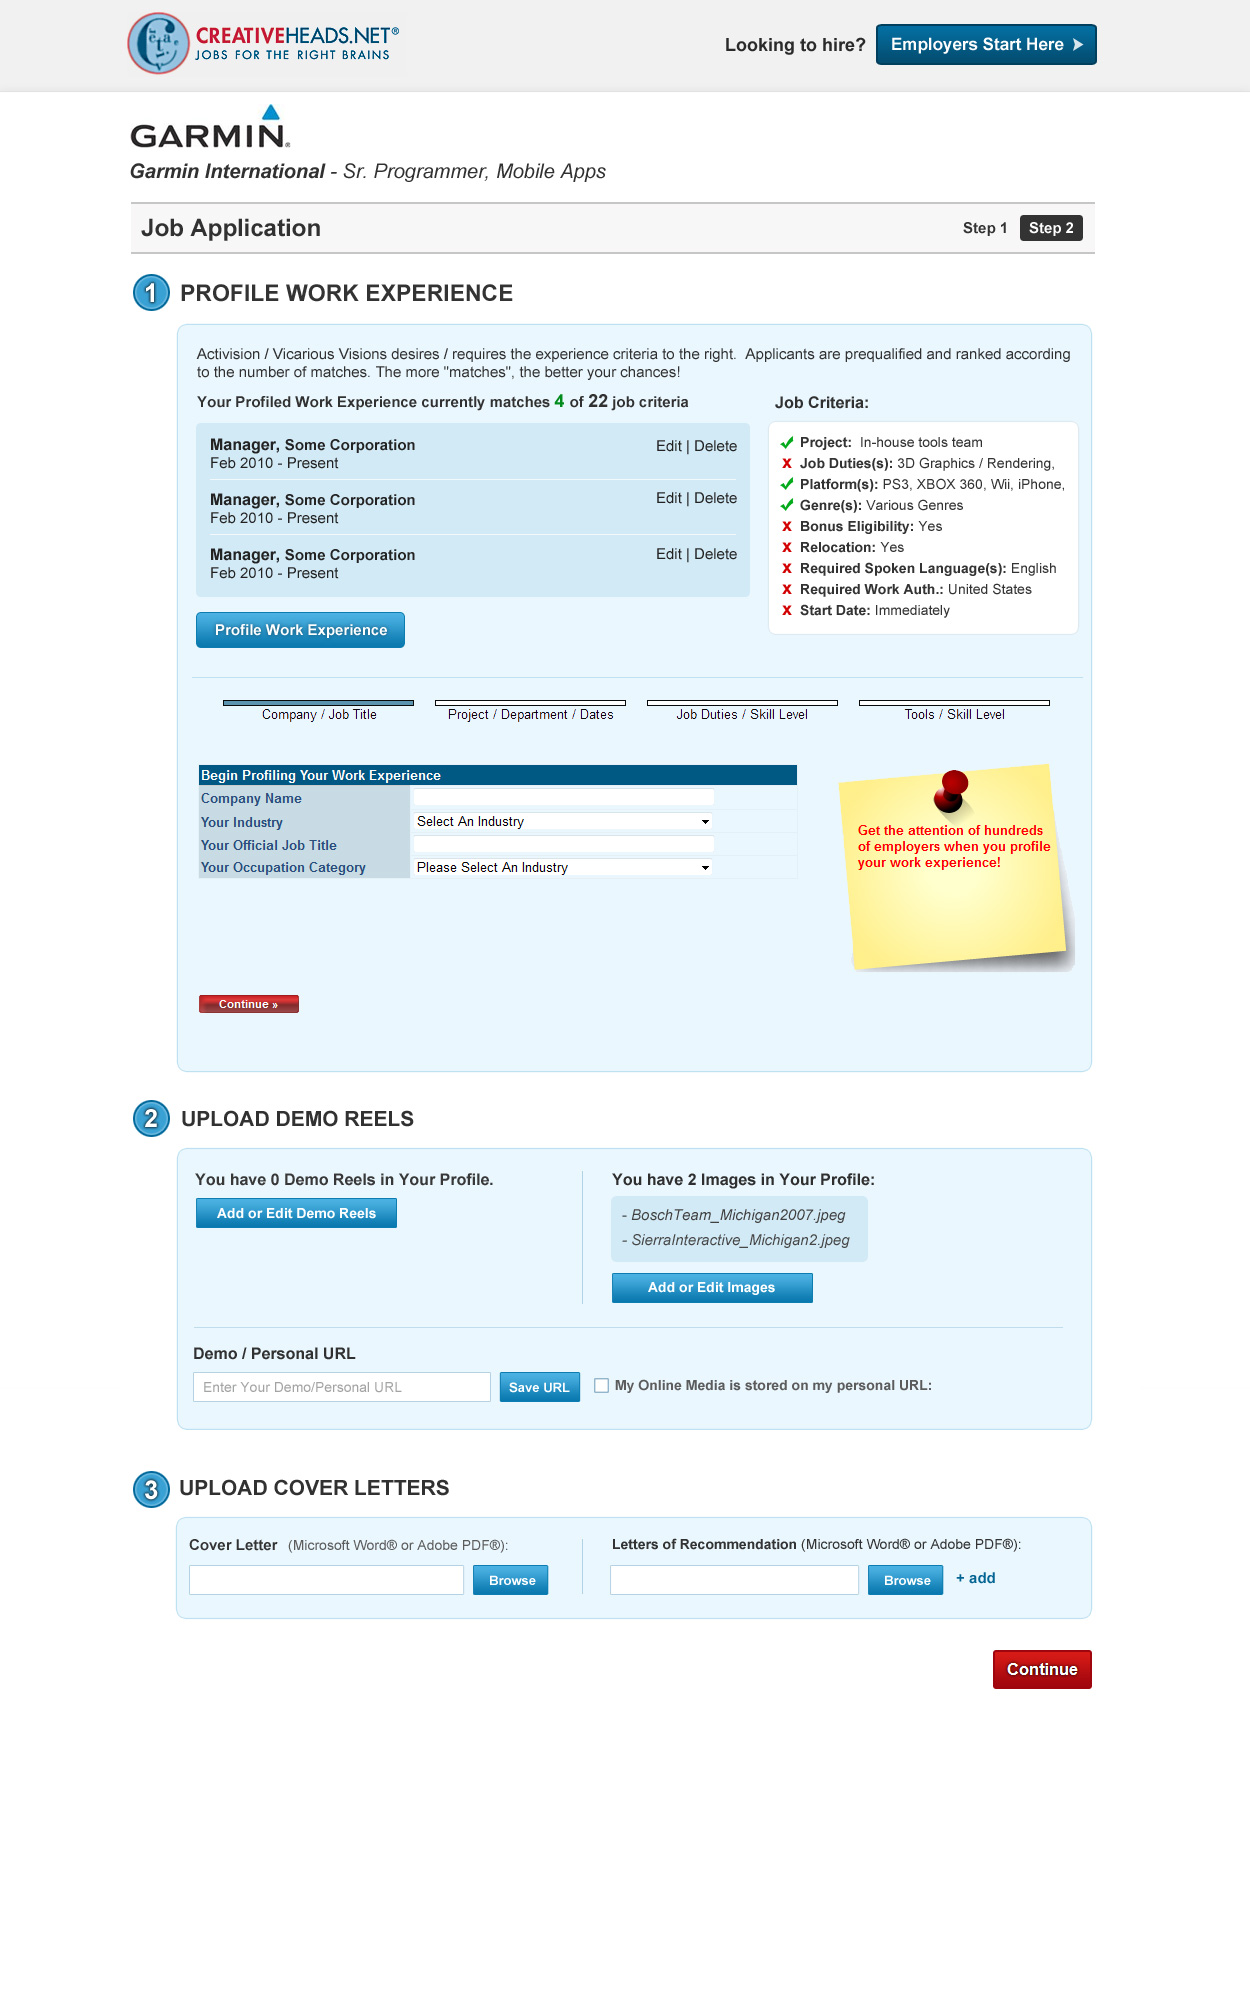 CREATIVEHEADS.NET®
JOBS FOR THE RIGHT BRAINS
Looking to hire?
Employers Start Here
GARMIN®
Garmin International - Sr. Programmer, Mobile Apps
Job Application
Step 1
Step 2
1
PROFILE WORK EXPERIENCE
Activision / Vicarious Visions desires / requires the experience criteria to the right. Applicants are prequalified and ranked according
to the number of matches. The more "matches", the better your chances!
Your Profiled Work Experience currently matches 4 of 22 job criteria
Manager, Some Corporation
Feb 2010 - Present
Edit | Delete
Manager, Some Corporation
Feb 2010 - Present
Edit | Delete
Manager, Some Corporation
Feb 2010 - Present
Edit | Delete
Profile Work Experience
Job Criteria:
Project: In-house tools team
X Job Duties(s): 3D Graphics / Rendering,
Platform(s): PS3, XBOX 360, Wii, iPhone,
Genre(s): Various Genres
X Bonus Eligibility: Yes
X Relocation: Yes
X Required Spoken Language(s): English
X Required Work Auth.: United States
X Start Date: Immediately
Company / Job Title
Project / Department / Dates
Job Duties / Skill Level
Tools / Skill Level
Begin Profiling Your Work Experience
Company Name
Your Industry
Select An Industry
Your Official Job Title
Your Occupation Category
Please Select An Industry
Get the attention of hundreds
of employers when you profile
your work experience!
Continue »
2
UPLOAD DEMO REELS
You have 0 Demo Reels in Your Profile.
Add or Edit Demo Reels
You have 2 Images in Your Profile:
- BoschTeam_Michigan2007.jpeg
- SierraInteractive_Michigan2.jpeg
Add or Edit Images
Demo / Personal URL
Enter Your Demo/Personal URL
Save URL
My Online Media is stored on my personal URL:
3
UPLOAD COVER LETTERS
Cover Letter (Microsoft Word® or Adobe PDF®):
Browse
Letters of Recommendation (Microsoft Word® or Adobe PDF®):
Browse
+ add
Continue